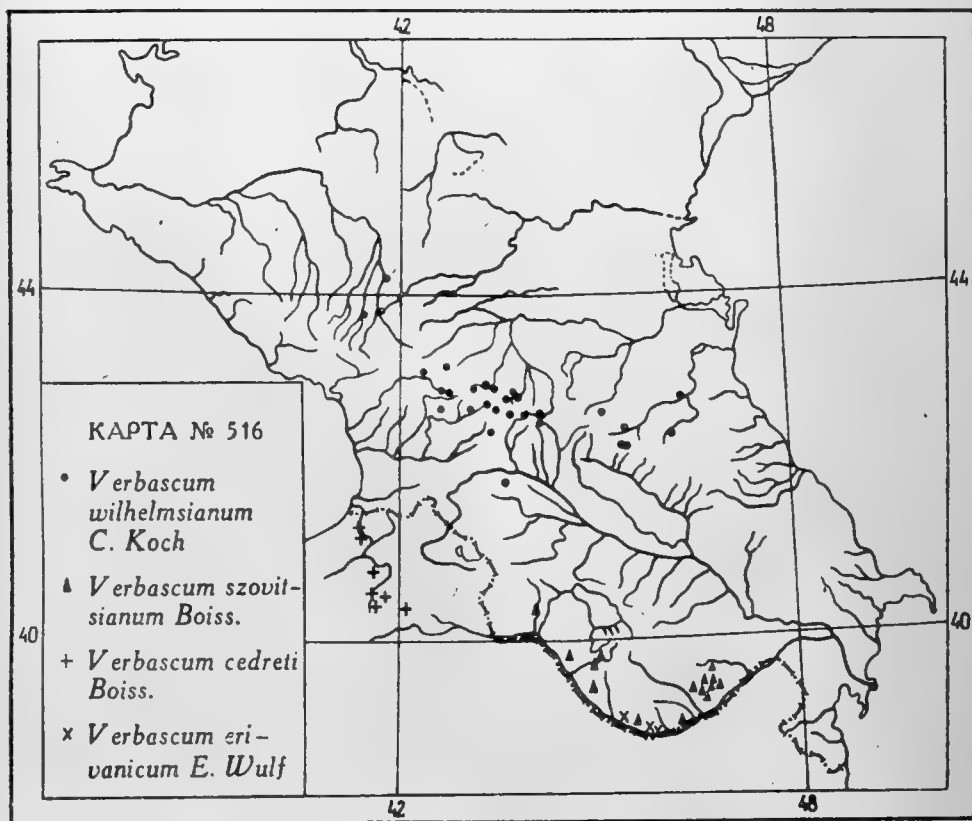 42 48
44 44
КАРТА № 516
• Verbascum
wilhelmsianum
C. Koch
▲ Verbascum szovit-
sianum Boiss.
+ Verbascum cedreti
Boiss.
× Verbascum eri-
vanicum E. Wulf
40 40
42 48